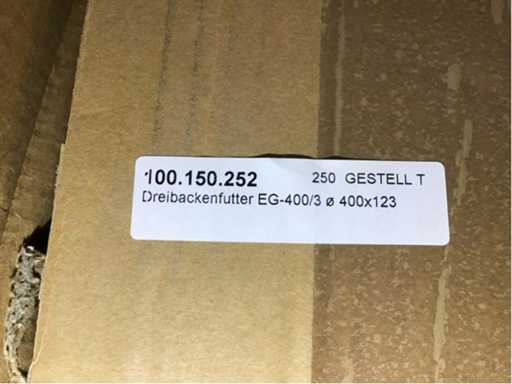 100.150.252 250 GESTELL T
Dreibackenfutter EG-400/3 ø 400x123